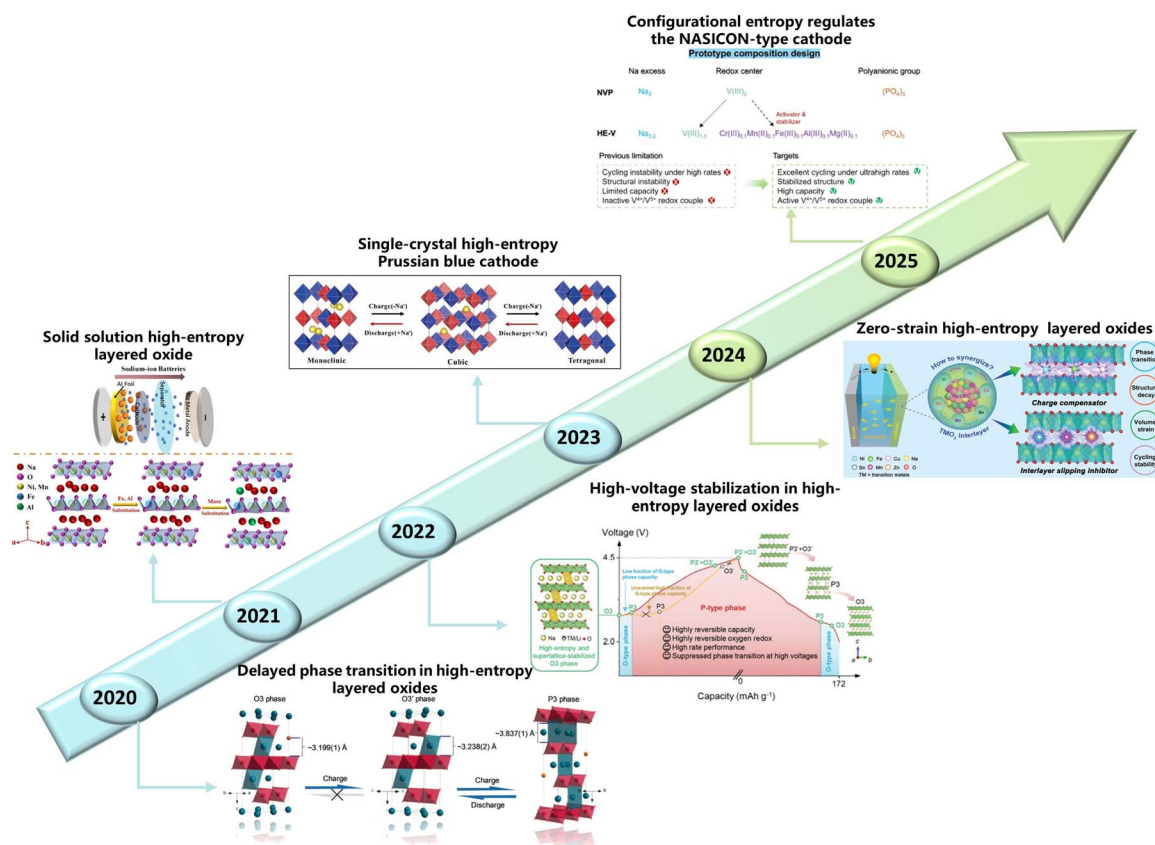 Configurational entropy regulates
the NASICON-type cathode
Prototype composition design
Na excess Redox center Polyanionic group
NVP Na₃ V(III)₂ (PO₄)₃
Activator &
stabilizer
HE-V Na₃.₂ V(III)₁.₅ Cr(III)₀.₁Mn(II)₀.₁Fe(III)₀.₁Al(III)₀.₁Mg(II)₀.₁ (PO₄)₃
Previous limitation
Cycling instability under high rates
Structural instability
Limited capacity
Inactive V⁴⁺/V⁵⁺ redox couple
Targets
Excellent cycling under ultrahigh rates
Stabilized structure
High capacity
Active V⁴⁺/V⁵⁺ redox couple
2025
Single-crystal high-entropy
Prussian blue cathode
Charge(-Na⁺) Charge(-Na⁺)
Discharge(+Na⁺) Discharge(+Na⁺)
Monoclinic Cubic Tetragonal
2023
Solid solution high-entropy
layered oxide
Sodium-ion Batteries
Al Foil
Cathode
Separator
Na Metal Anode
+ -
Na
O
Ni, Mn
Fe
Al
Fe, Al
Substitution
More
Substitution
c
a b
2021
2024
Zero-strain high-entropy layered oxides
How to synergize?
TMO₂ Interlayer
Charge compensator
Interlayer slipping inhibitor
Phase
transition
Structure
decay
Volume
strain
Cycling
stability
Ni Fe Cu Na
Sn Mn Zn O
TM = transition metals
2022
High-voltage stabilization in high-
entropy layered oxides
Voltage (V)
4.5
2.0
O3 P3 P3 P3'+O3' O3' P3'+O3' P3 P3 O3
Low fraction of O-type
phase capacity
Unwanted high fraction of
O-type phase capacity
P-type phase
O-type phase
O-type phase
Highly reversible capacity
Highly reversible oxygen redox
High rate performance
Suppressed phase transition at high voltages
0 172
Capacity (mAh g⁻¹)
P3'+O3'
P3
O3
c
a b
Na TM/Li O
High-entropy and
superlattice-stabilized
O3 phase
2020
Delayed phase transition in high-entropy
layered oxides
O3 phase O3' phase P3 phase
~3.199(1) Å
~3.238(2) Å
~3.837(1) Å
Charge Charge
Discharge